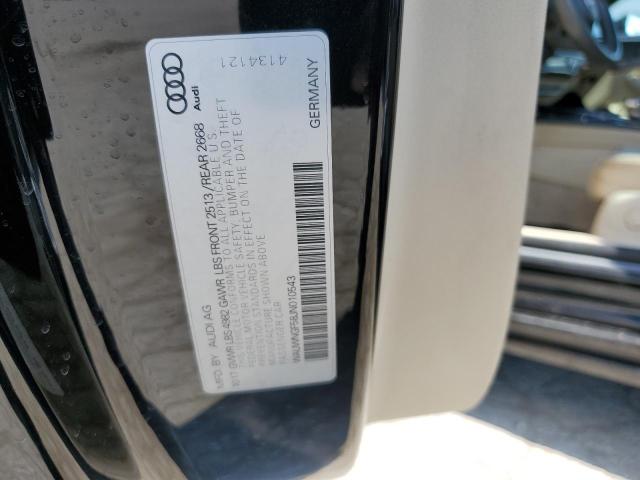 MFD. BY AUDI AG
10/17 GVWR LBS 4982 GAWR LBS FRONT 2513 / REAR 2668
THIS VEHICLE CONFORMS TO ALL APPLICABLE U.S.
FEDERAL MOTOR VEHICLE SAFETY, BUMPER AND THEFT
PREVENTION STANDARDS IN EFFECT ON THE DATE OF
MANUFACTURE SHOWN ABOVE
PASSENGER CAR
GERMANY
Audi
4134121